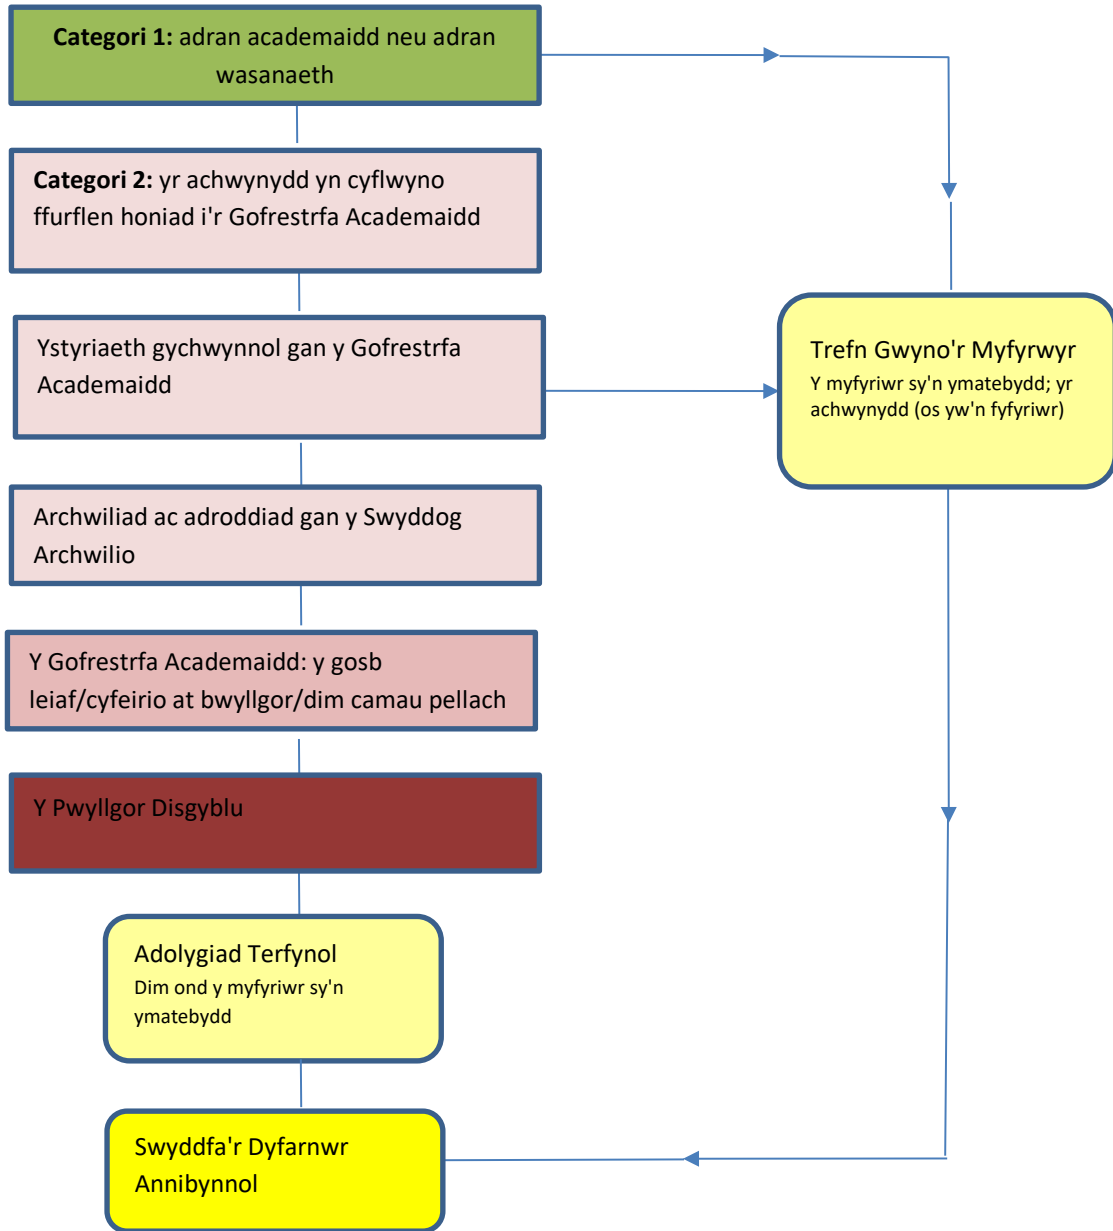 Categori 1: adran academaidd neu adran
wasanaeth
Categori 2: yr achwynydd yn cyflwyno
ffurflen honiad i'r Gofrestrfa Academaidd
Ystyriaeth gychwynnol gan y Gofrestrfa
Academaidd
Trefn Gwyno'r Myfyrwyr
Y myfyriwr sy'n ymatebydd; yr
achwynydd (os yw'n fyfyriwr)
Archwiliad ac adroddiad gan y Swyddog
Archwilio
Y Gofrestrfa Academaidd: y gosb
leiaf/cyfeirio at bwyllgor/dim camau pellach
Y Pwyllgor Disgyblu
Adolygiad Terfynol
Dim ond y myfyriwr sy'n
ymatebydd
Swyddfa'r Dyfarnwr
Annibynnol